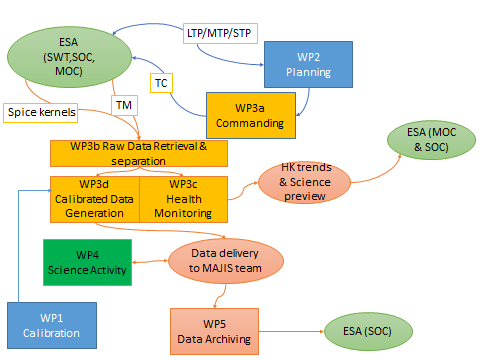 ESA
(SWT,SOC,
MOC)
LTP/MTP/STP
WP2
Planning
TC
TM
Spice kernels
WP3a
Commanding
ESA (MOC
& SOC)
WP3b Raw Data Retrieval &
separation
HK trends
& Science
preview
WP3d
Calibrated Data
Generation
WP3c
Health
Monitoring
WP4
Science Activity
Data delivery
to MAJIS team
WP1
Calibration
WP5
Data Archiving
ESA (SOC)